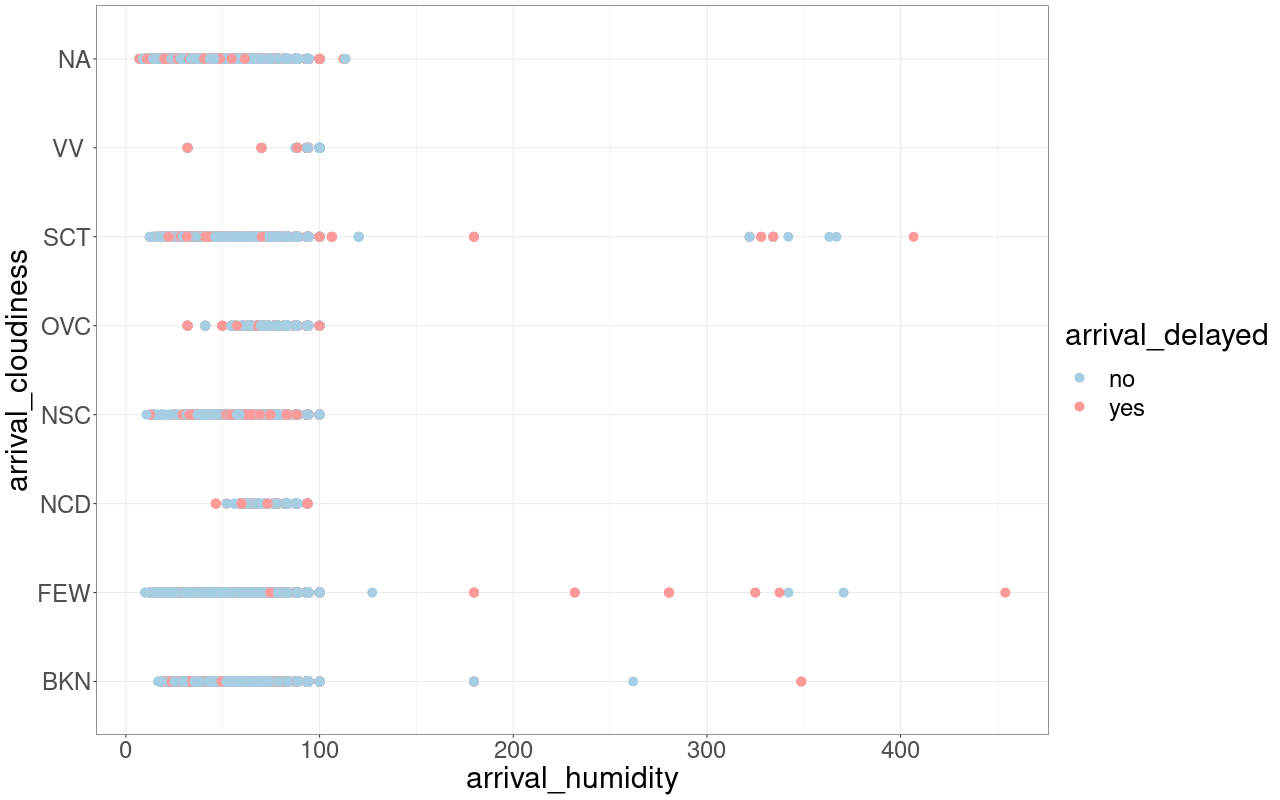 NA
VV
SCT
OVC
NSC
NCD
FEW
BKN
arrival_cloudiness
0 100 200 300 400
arrival_humidity
arrival_delayed
no
yes